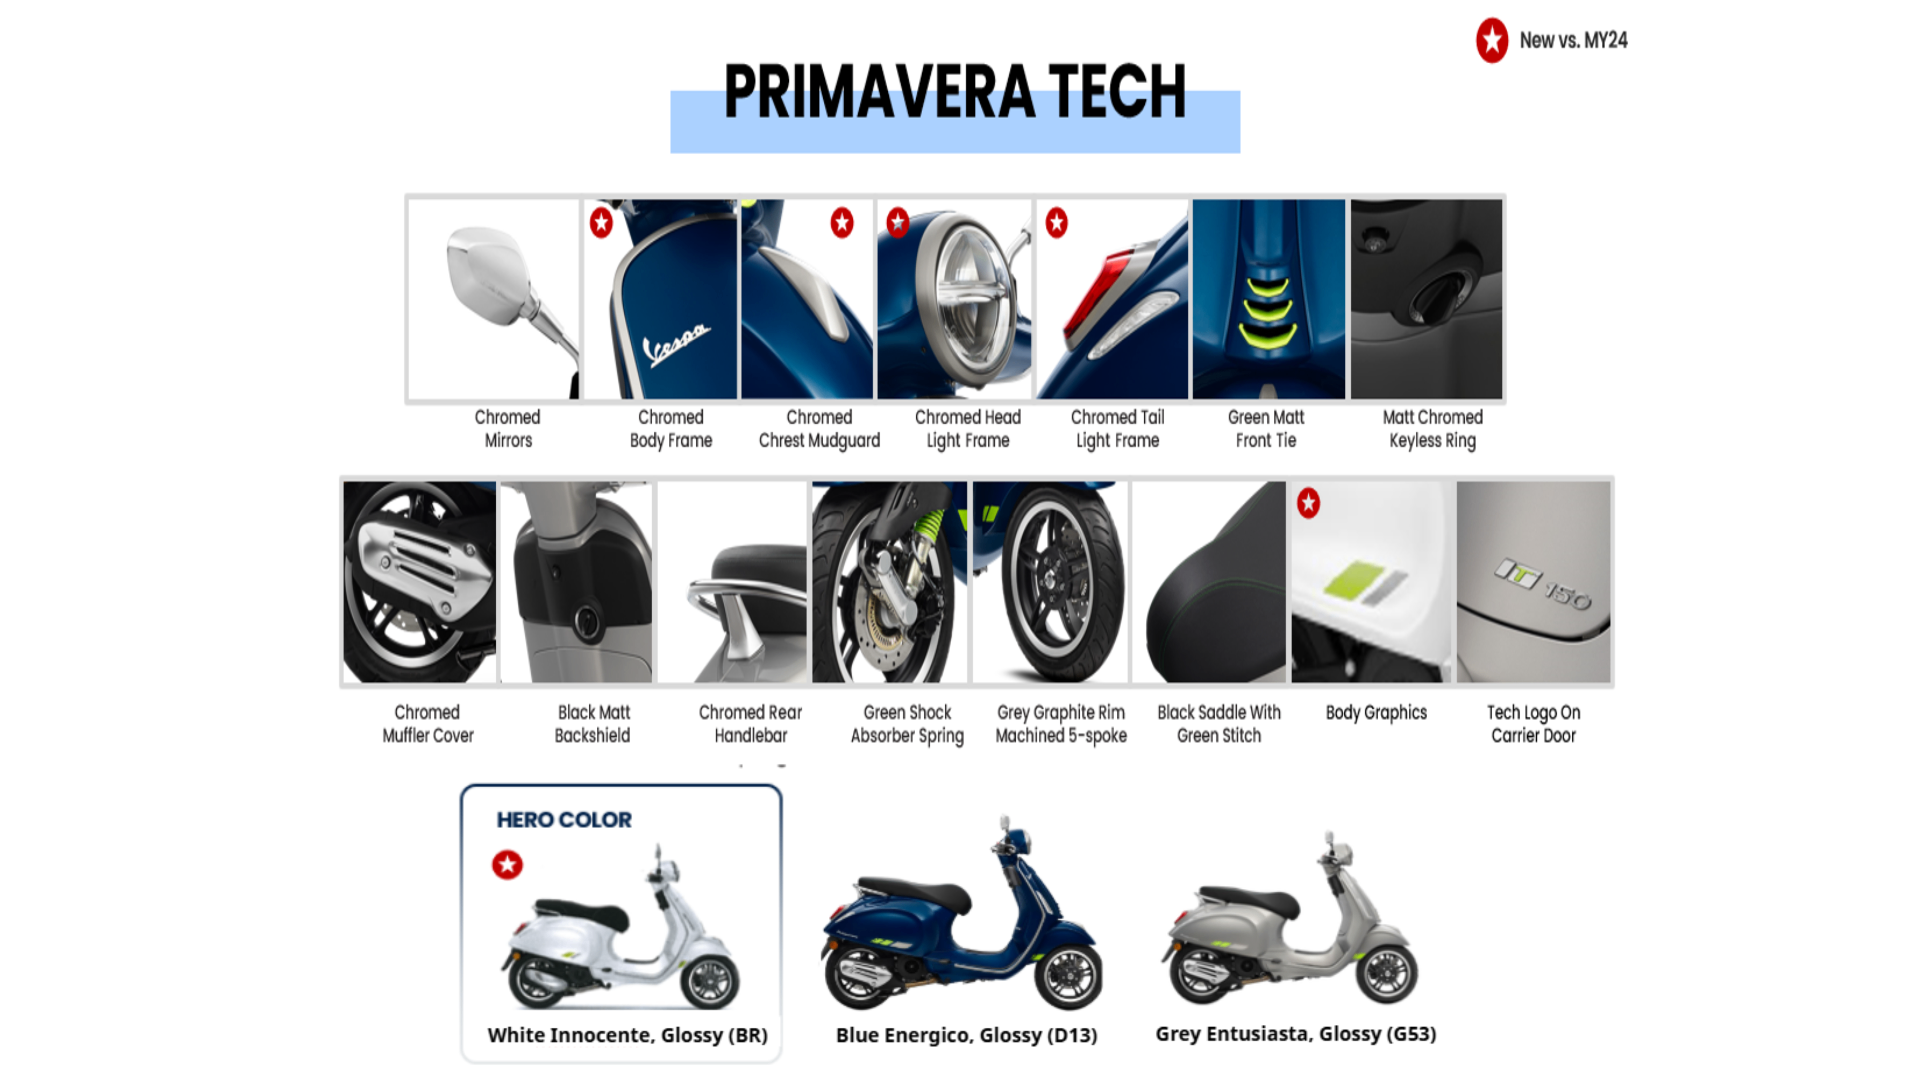 New vs. MY24
PRIMAVERA TECH
Vespa
Chromed
Mirrors
Chromed
Body Frame
Chromed
Chrest Mudguard
Chromed Head
Light Frame
Chromed Tail
Light Frame
Green Matt
Front Tie
Matt Chromed
Keyless Ring
T 150
Chromed
Muffler Cover
Black Matt
Backshield
Chromed Rear
Handlebar
Green Shock
Absorber Spring
Grey Graphite Rim
Machined 5-spoke
Black Saddle With
Green Stitch
Body Graphics
Tech Logo On
Carrier Door
HERO COLOR
White Innocente, Glossy (BR)
Blue Energico, Glossy (D13)
Grey Entusiasta, Glossy (G53)